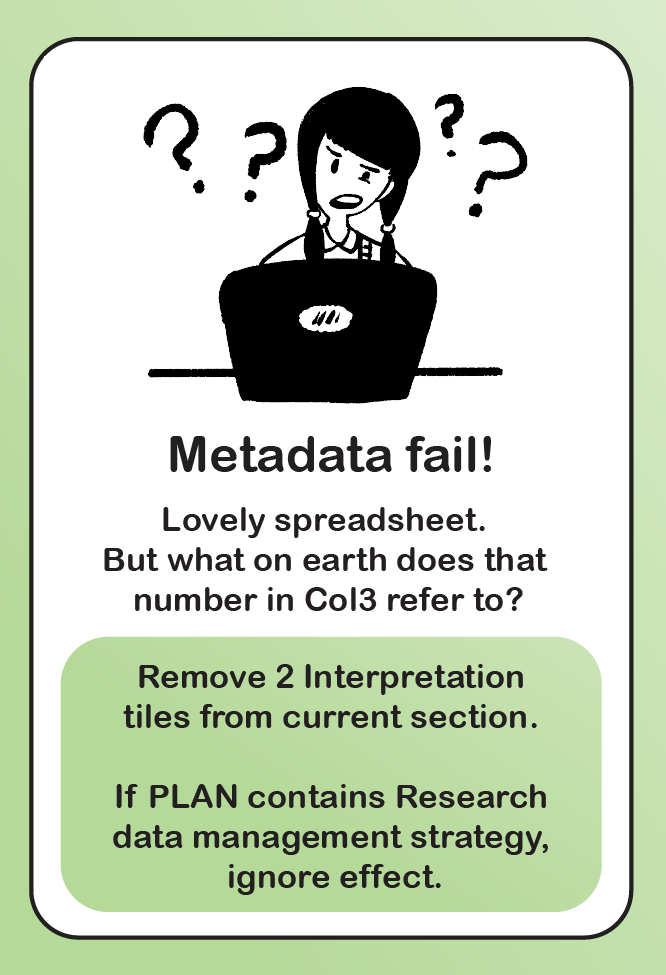 Metadata fail!
Lovely spreadsheet.
But what on earth does that
number in Col3 refer to?
Remove 2 Interpretation
tiles from current section.
If PLAN contains Research
data management strategy,
ignore effect.